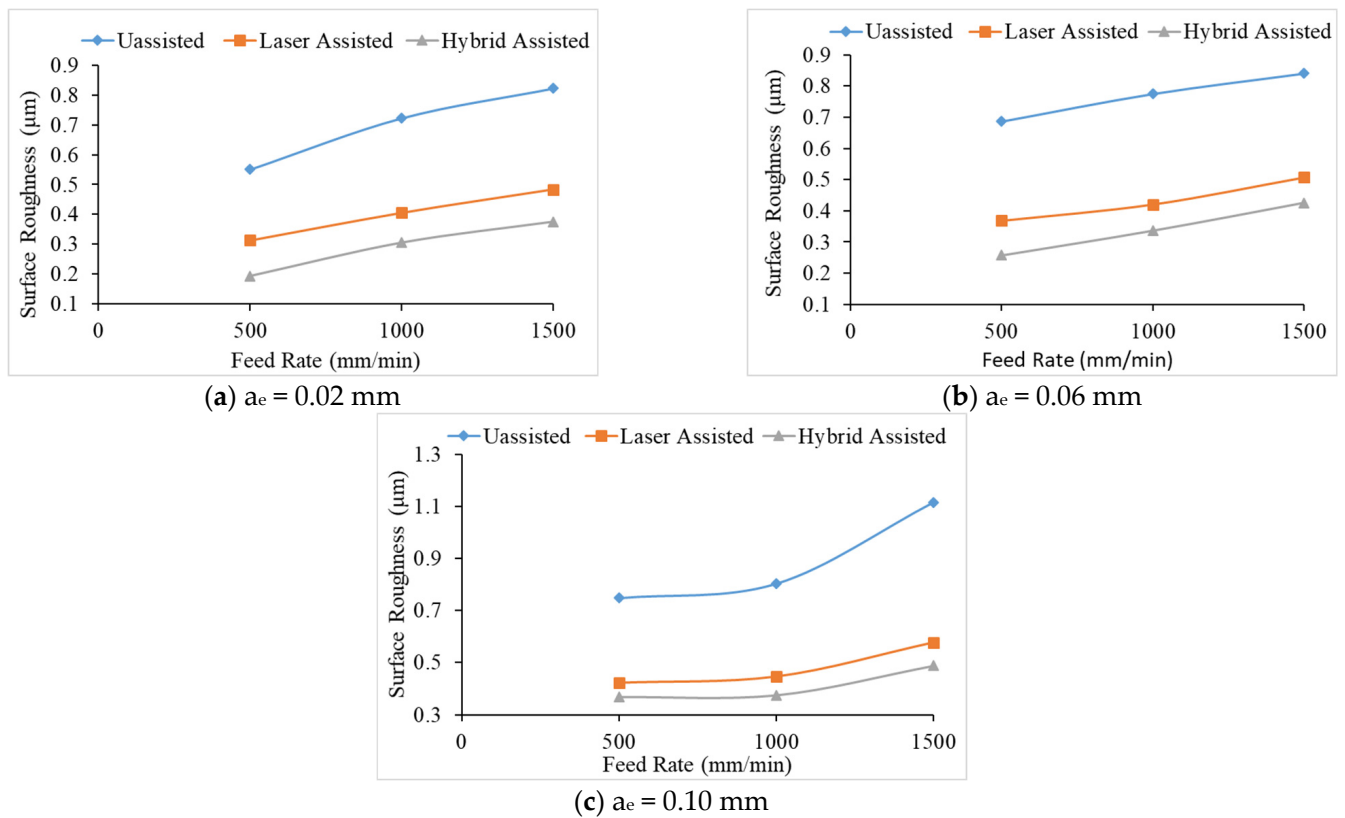 Uassisted Laser Assisted Hybrid Assisted
Surface Roughness (μm)
0.9
0.8
0.7
0.6
0.5
0.4
0.3
0.2
0.1
0 500 1000 1500
Feed Rate (mm/min)
(a) ae = 0.02 mm
Uassisted Laser Assisted Hybrid Assisted
Surface Roughness (μm)
0.9
0.8
0.7
0.6
0.5
0.4
0.3
0.2
0.1
0 500 1000 1500
Feed Rate (mm/min)
(b) ae = 0.06 mm
Uassisted Laser Assisted Hybrid Assisted
Surface Roughness (μm)
1.3
1.1
0.9
0.7
0.5
0.3
0 500 1000 1500
Feed Rate (mm/min)
(c) ae = 0.10 mm